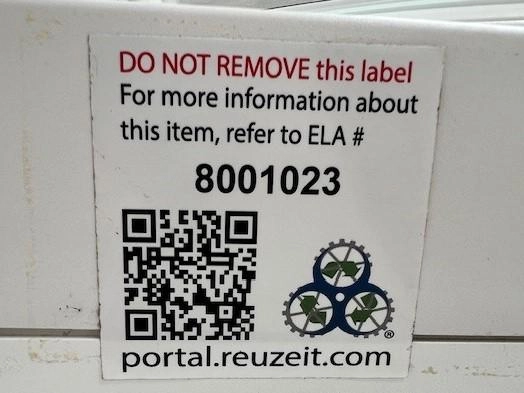 DO NOT REMOVE this label
For more information about
this item, refer to ELA #
8001023
®
portal.reuzeit.com